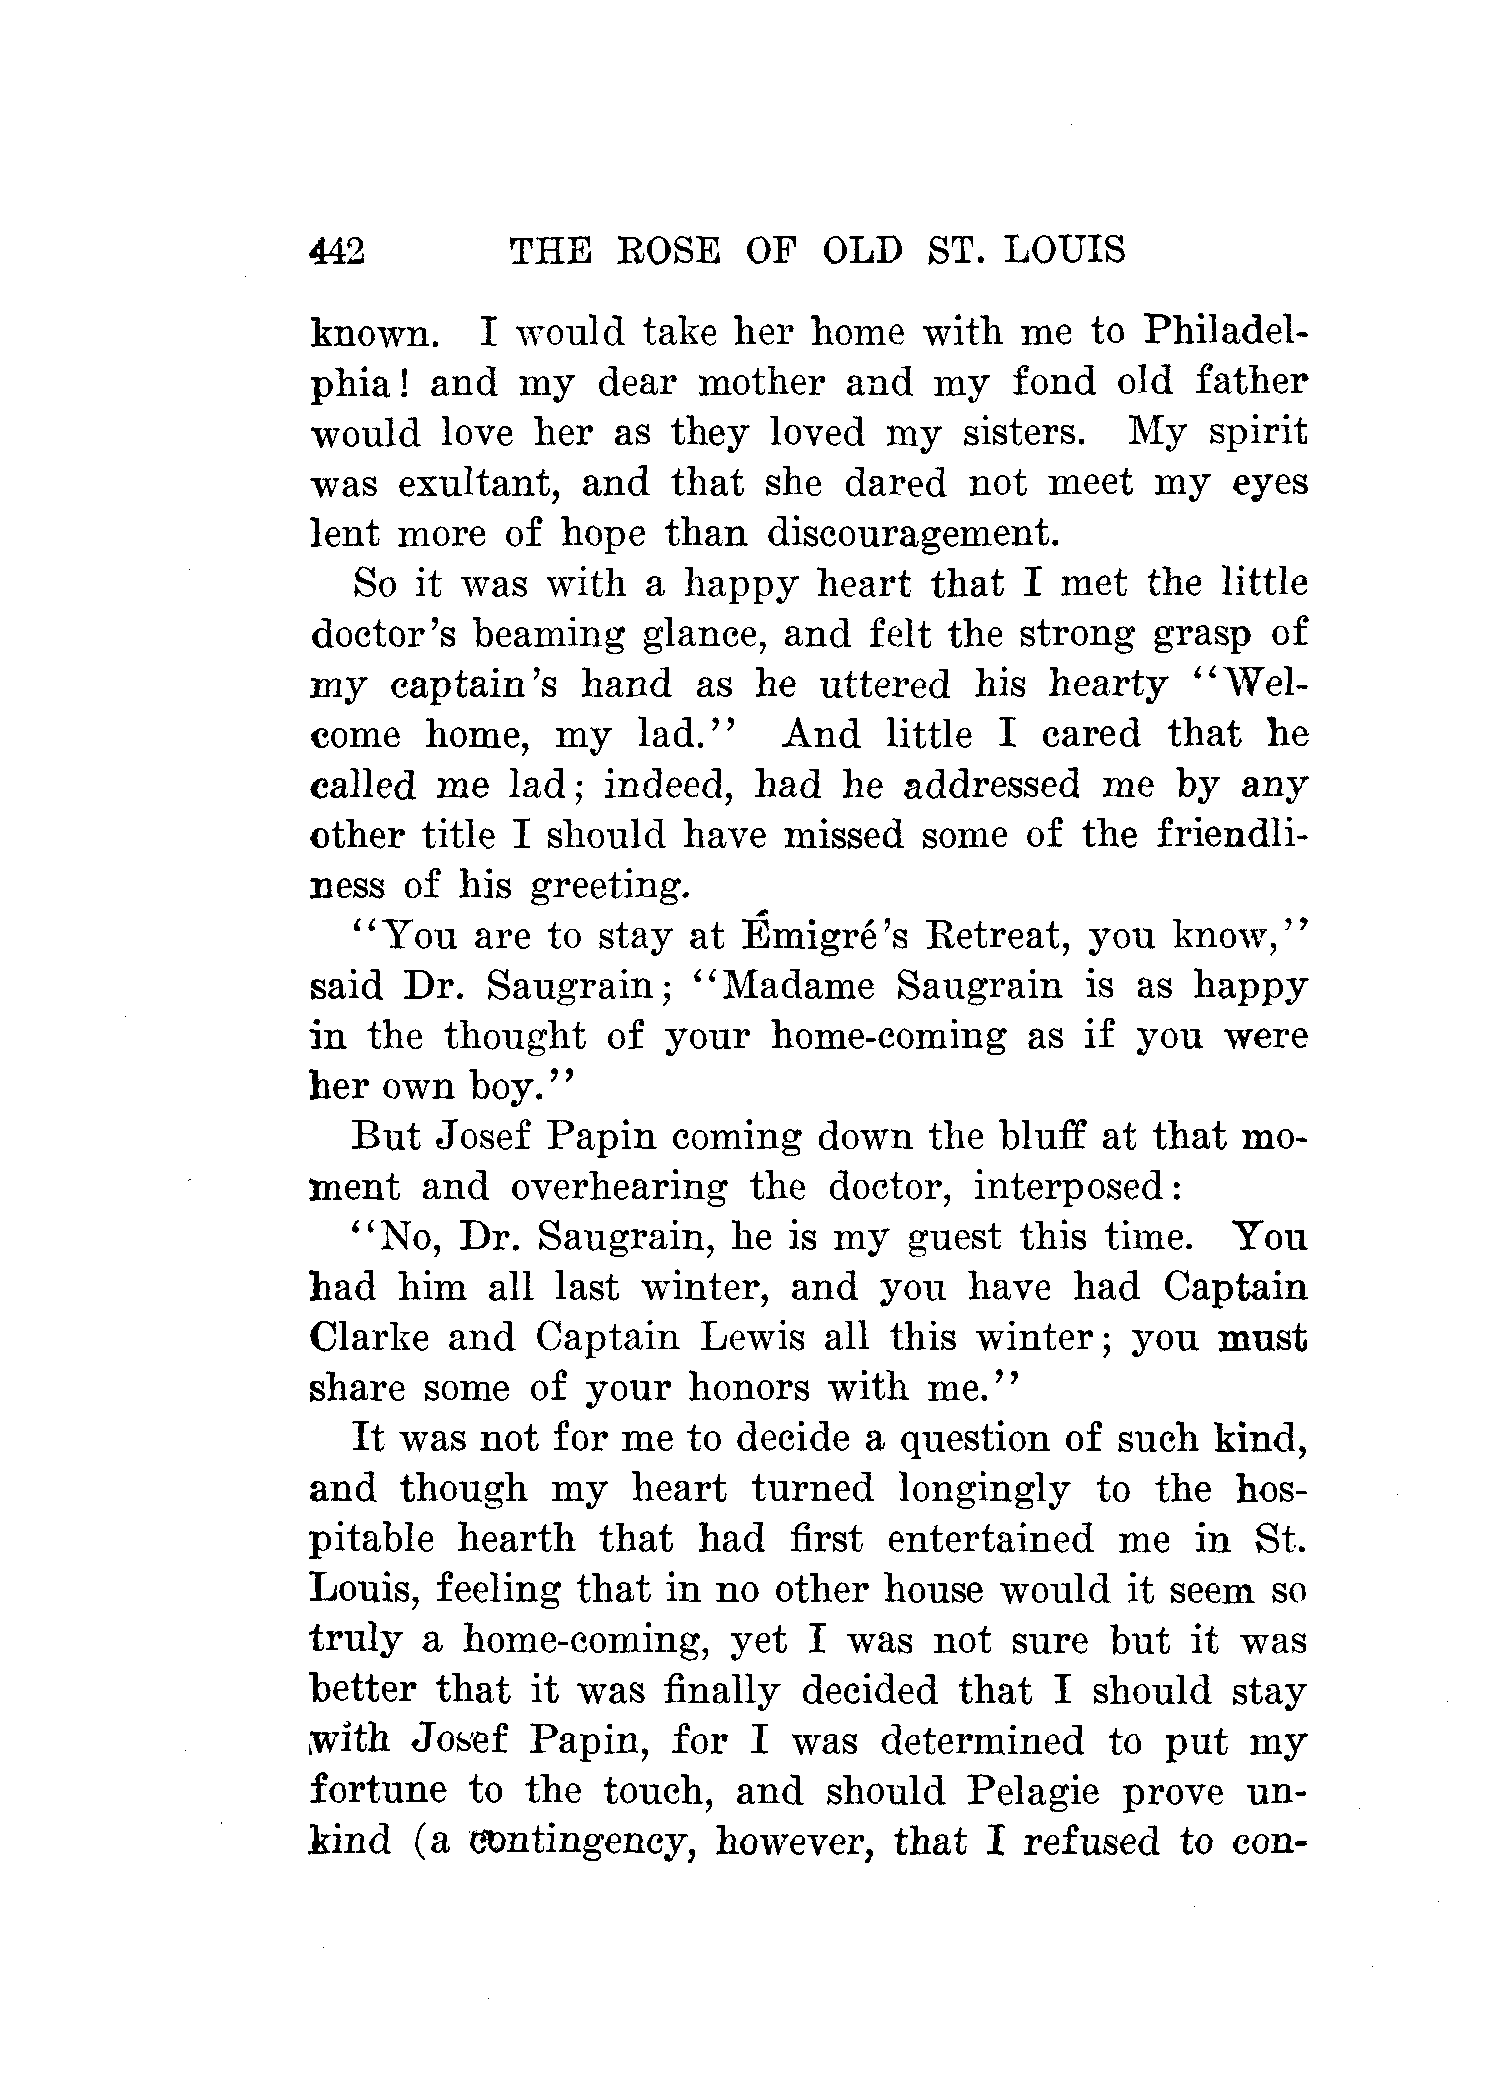 442 THE ROSE OF OLD ST. LOUIS
known. I would take her home with me to Philadel-
phia! and my dear mother and my fond old father
would love her as they loved my sisters. My spirit
was exultant, and that she dared not meet my eyes
lent more of hope than discouragement.
So it was with a happy heart that I met the little
doctor's beaming glance, and felt the strong grasp of
my captain's hand as he uttered his hearty "Wel-
come home, my lad." And little I cared that he
called me lad; indeed, had he addressed me by any
other title I should have missed some of the friendli-
ness of his greeting.
"You are to stay at Émigré's Retreat, you know,"
said Dr. Saugrain; "Madame Saugrain is as happy
in the thought of your home-coming as if you were
her own boy."
But Josef Papin coming down the bluff at that mo-
ment and overhearing the doctor, interposed:
"No, Dr. Saugrain, he is my guest this time. You
had him all last winter, and you have had Captain
Clarke and Captain Lewis all this winter; you must
share some of your honors with me."
It was not for me to decide a question of such kind,
and though my heart turned longingly to the hos-
pitable hearth that had first entertained me in St.
Louis, feeling that in no other house would it seem so
truly a home-coming, yet I was not sure but it was
better that it was finally decided that I should stay
with Josef Papin, for I was determined to put my
fortune to the touch, and should Pelagie prove un-
kind (a contingency, however, that I refused to con-